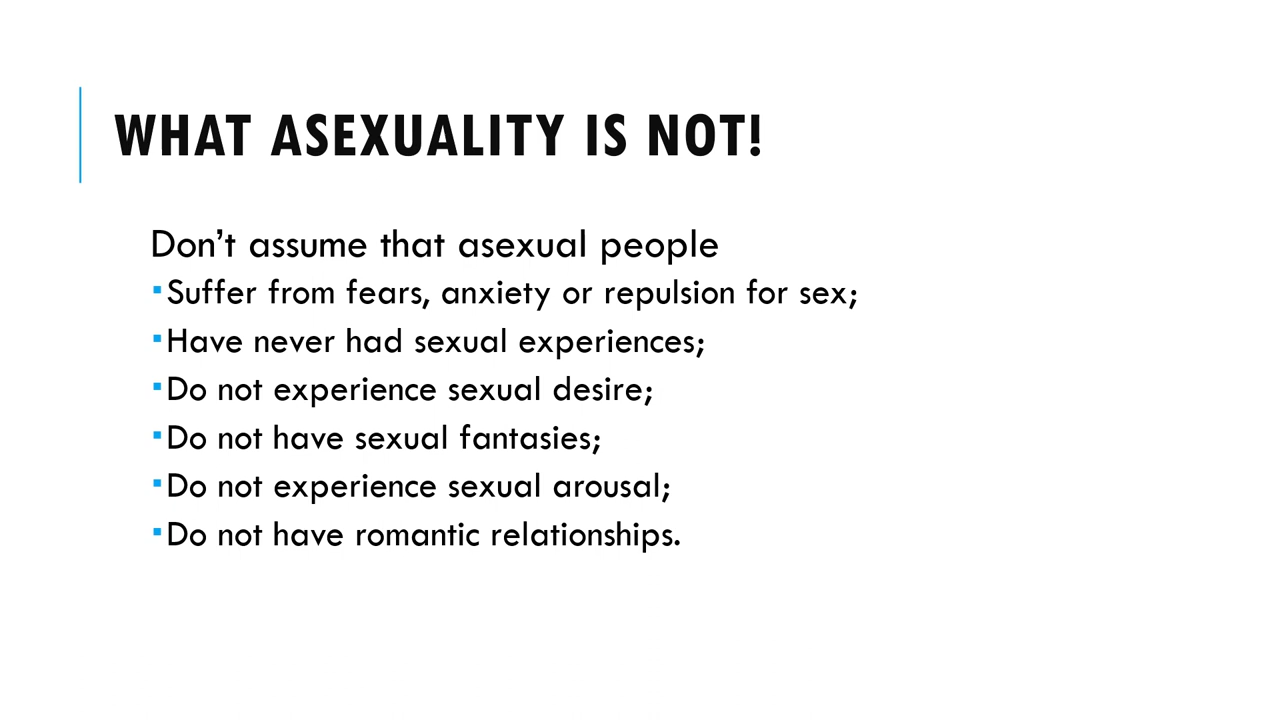 WHAT ASEXUALITY IS NOT!
Don’t assume that asexual people
▪Suffer from fears, anxiety or repulsion for sex;
▪Have never had sexual experiences;
▪Do not experience sexual desire;
▪Do not have sexual fantasies;
▪Do not experience sexual arousal;
▪Do not have romantic relationships.